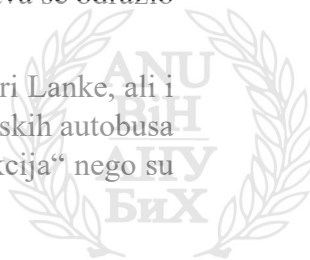 va se odrazio
ri Lanke, ali i
skih autobusa
kcija“ nego su
ANU
BiH
АНУ
БиХ